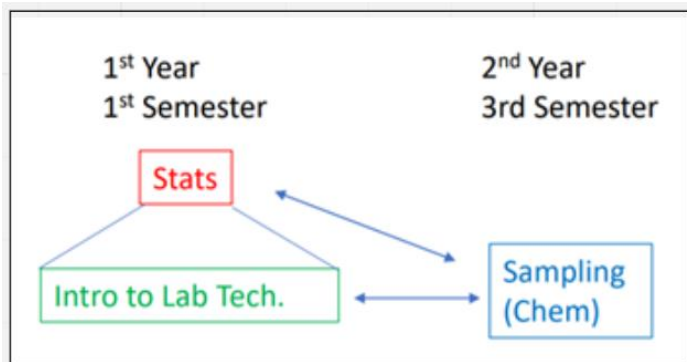 1st Year
1st Semester
2nd Year
3rd Semester
Stats
Intro to Lab Tech.
Sampling
(Chem)